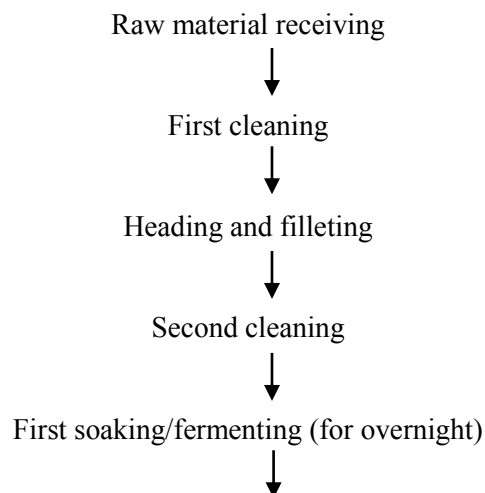 Raw material receiving
First cleaning
Heading and filleting
Second cleaning
First soaking/fermenting (for overnight)